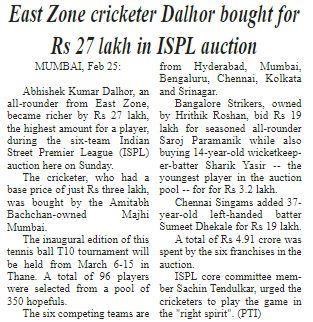 East Zone cricketer Dalhor bought for
Rs 27 lakh in ISPL auction
MUMBAI, Feb 25:
Abhishek Kumar Dalhor, an
all-rounder from East Zone,
became richer by Rs 27 lakh,
the highest amount for a player,
during the six-team Indian
Street Premier League (ISPL)
auction here on Sunday.
The cricketer, who had a
base price of just Rs three lakh,
was bought by the Amitabh
Bachchan-owned Majhi
Mumbai.
The inaugural edition of this
tennis ball T10 tournament will
be held from March 6-15 in
Thane. A total of 96 players
were selected from a pool of
350 hopefuls.
The six competing teams are
from Hyderabad, Mumbai,
Bengaluru, Chennai, Kolkata
and Srinagar.
Bangalore Strikers, owned
by Hrithik Roshan, bid Rs 19
lakh for seasoned all-rounder
Saroj Paramanik while also
buying 14-year-old wicketkeep-
er-batter Sharik Yasir -- the
youngest player in the auction
pool -- for for Rs 3.2 lakh.
Chennai Singams added 37-
year-old left-handed batter
Sumeet Dhekale for Rs 19 lakh.
A total of Rs 4.91 crore was
spent by the six franchises in the
auction.
ISPL core committee mem-
ber Sachin Tendulkar, urged the
cricketers to play the game in
the "right spirit". (PTI)